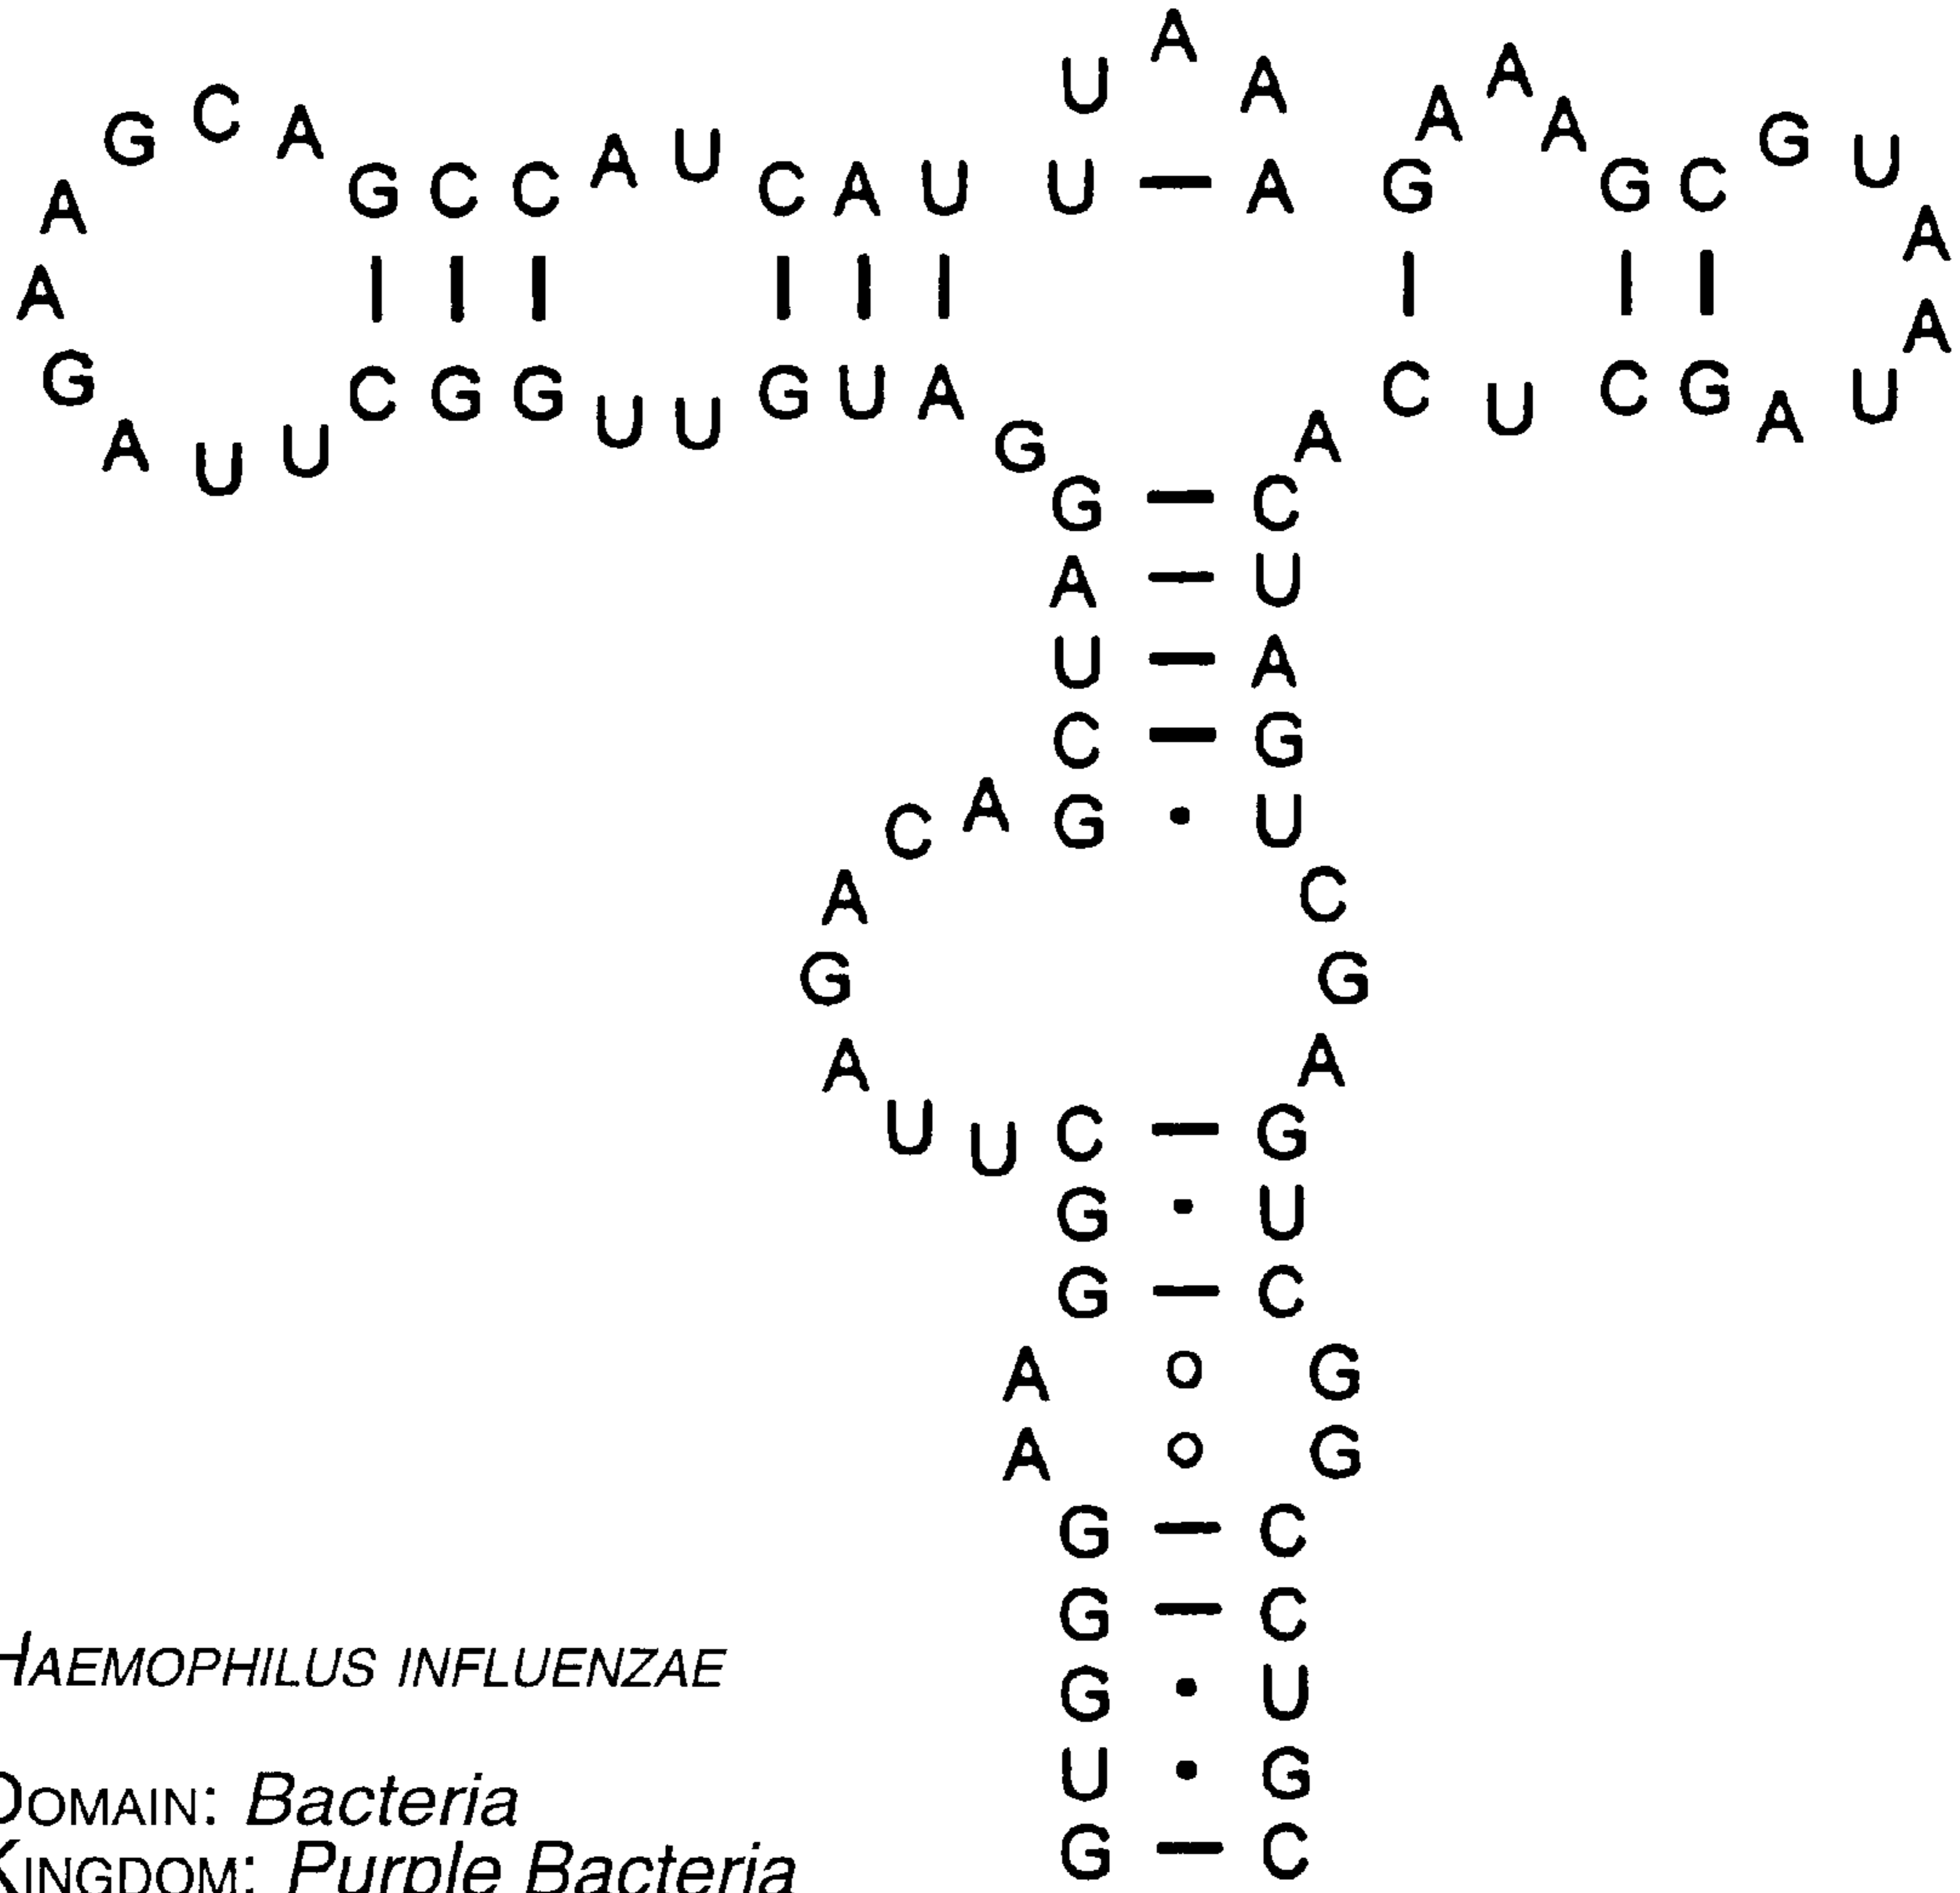 A
U A A A
G C A A U A A G U
A G C C C A U U — A G G C
A A
A C G G G U A C U C G A U A
G U U G A
A U U G — C
A — U
U — A
C — G
C A G • U
A C
G G
A A
U U C — G
G • U
G — C
A o G
A o G
G — C
G — C
G • U
U • G
G — C
HAEMOPHILUS INFLUENZAE
DOMAIN: Bacteria
KINGDOM: Purple Bacteria